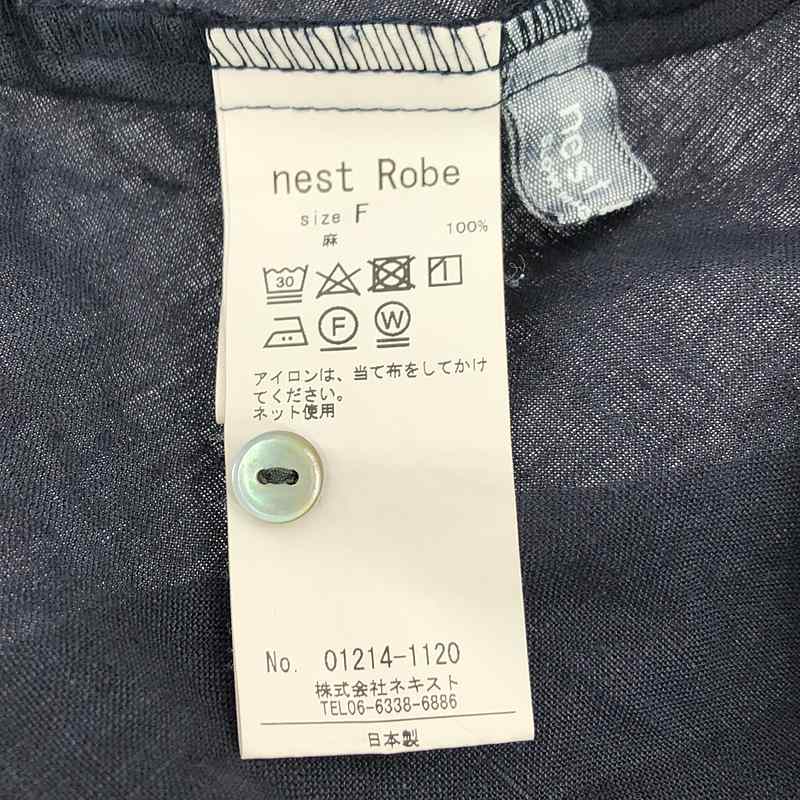 nest Robe
size F
麻 100%
30
F W
アイロンは、当て布をしてかけ
てください。
ネット使用
No. 01214-1120
株式会社ネキスト
TEL06-6338-6886
日本製
nest